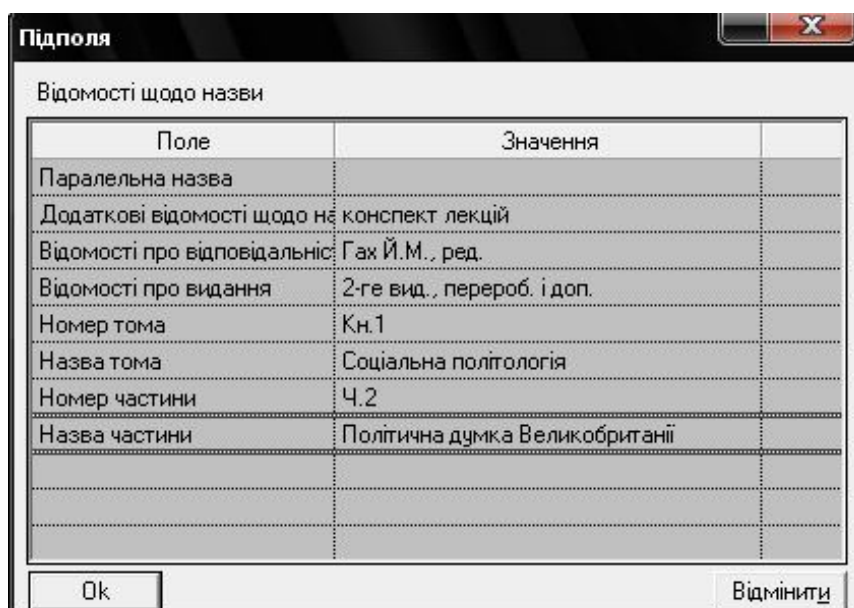 Підполя
Відомості щодо назви
Поле Значення
Паралельна назва
Додаткові відомості щодо на конспект лекцій
Відомості про відповідальніс Гах Й.М., ред.
Відомості про видання 2-ге вид., перероб. і доп.
Номер тома Кн.1
Назва тома Соціальна політологія
Номер частини Ч.2
Назва частини Політична думка Великобританії
Ok Відмінити